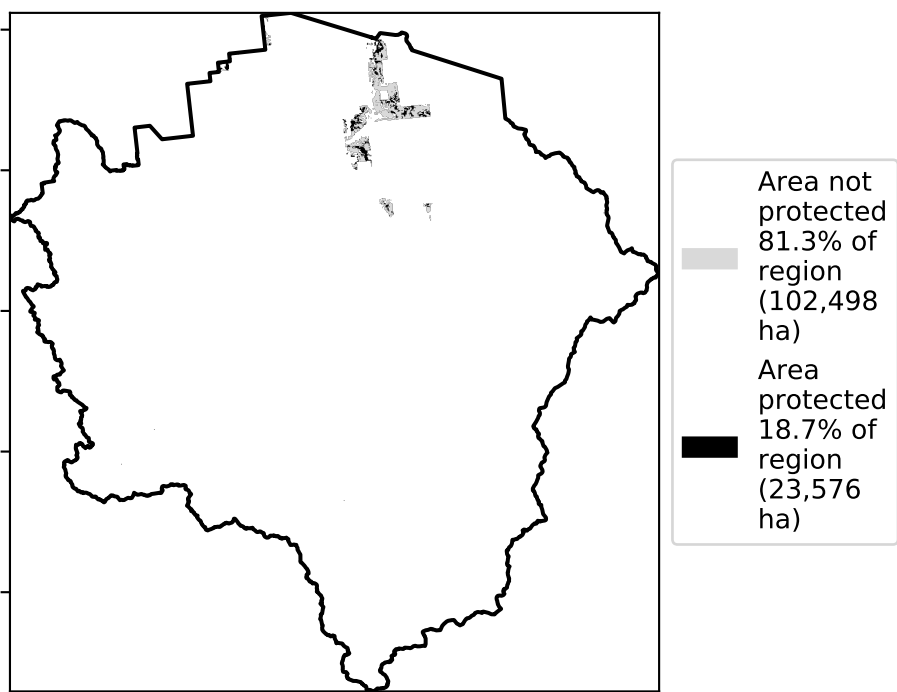 Area not
protected
81.3% of
region
(102,498
ha)
Area
protected
18.7% of
region
(23,576
ha)